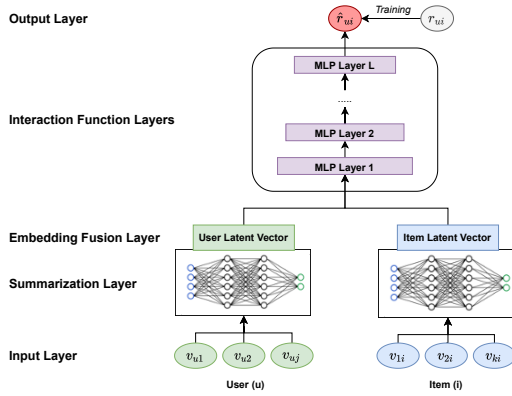 Output Layer
r̂ui
Training
rui
MLP Layer L
.....
Interaction Function Layers
MLP Layer 2
MLP Layer 1
Embedding Fusion Layer
User Latent Vector
Item Latent Vector
Summarization Layer
Input Layer
vu1
vu2
vuj
v1i
v2i
vki
User (u)
Item (i)